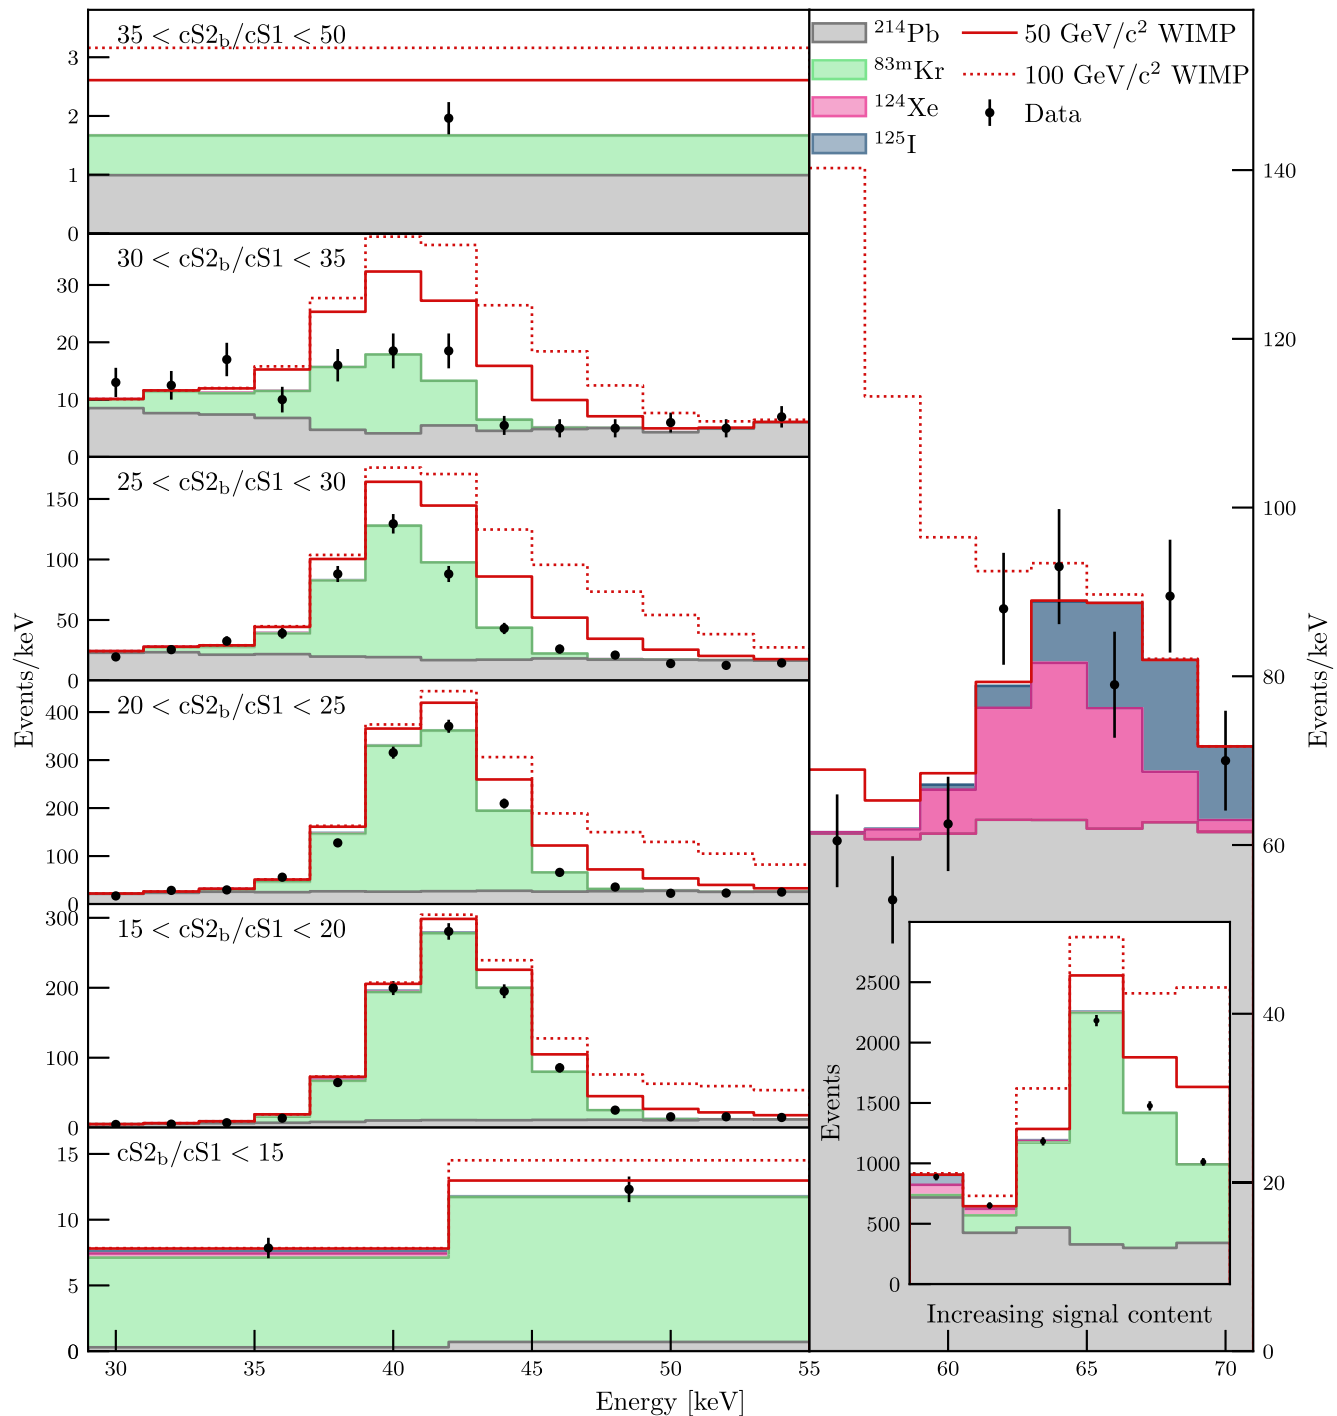 35 < cS2b/cS1 < 50
3
2
1
0
30 < cS2b/cS1 < 35
30
20
10
0
25 < cS2b/cS1 < 30
150
100
50
0
20 < cS2b/cS1 < 25
400
300
200
100
0
15 < cS2b/cS1 < 20
300
200
100
0
cS2b/cS1 < 15
15
10
5
0
Events/keV
30 35 40 45 50 55 60 65 70
Energy [keV]
²¹⁴Pb
⁸³ᵐKr
¹²⁴Xe
¹²⁵I
50 GeV/c² WIMP
100 GeV/c² WIMP
Data
140
120
100
80
60
40
20
0
Events/keV
2500
2000
1500
1000
500
0
Events
Increasing signal content